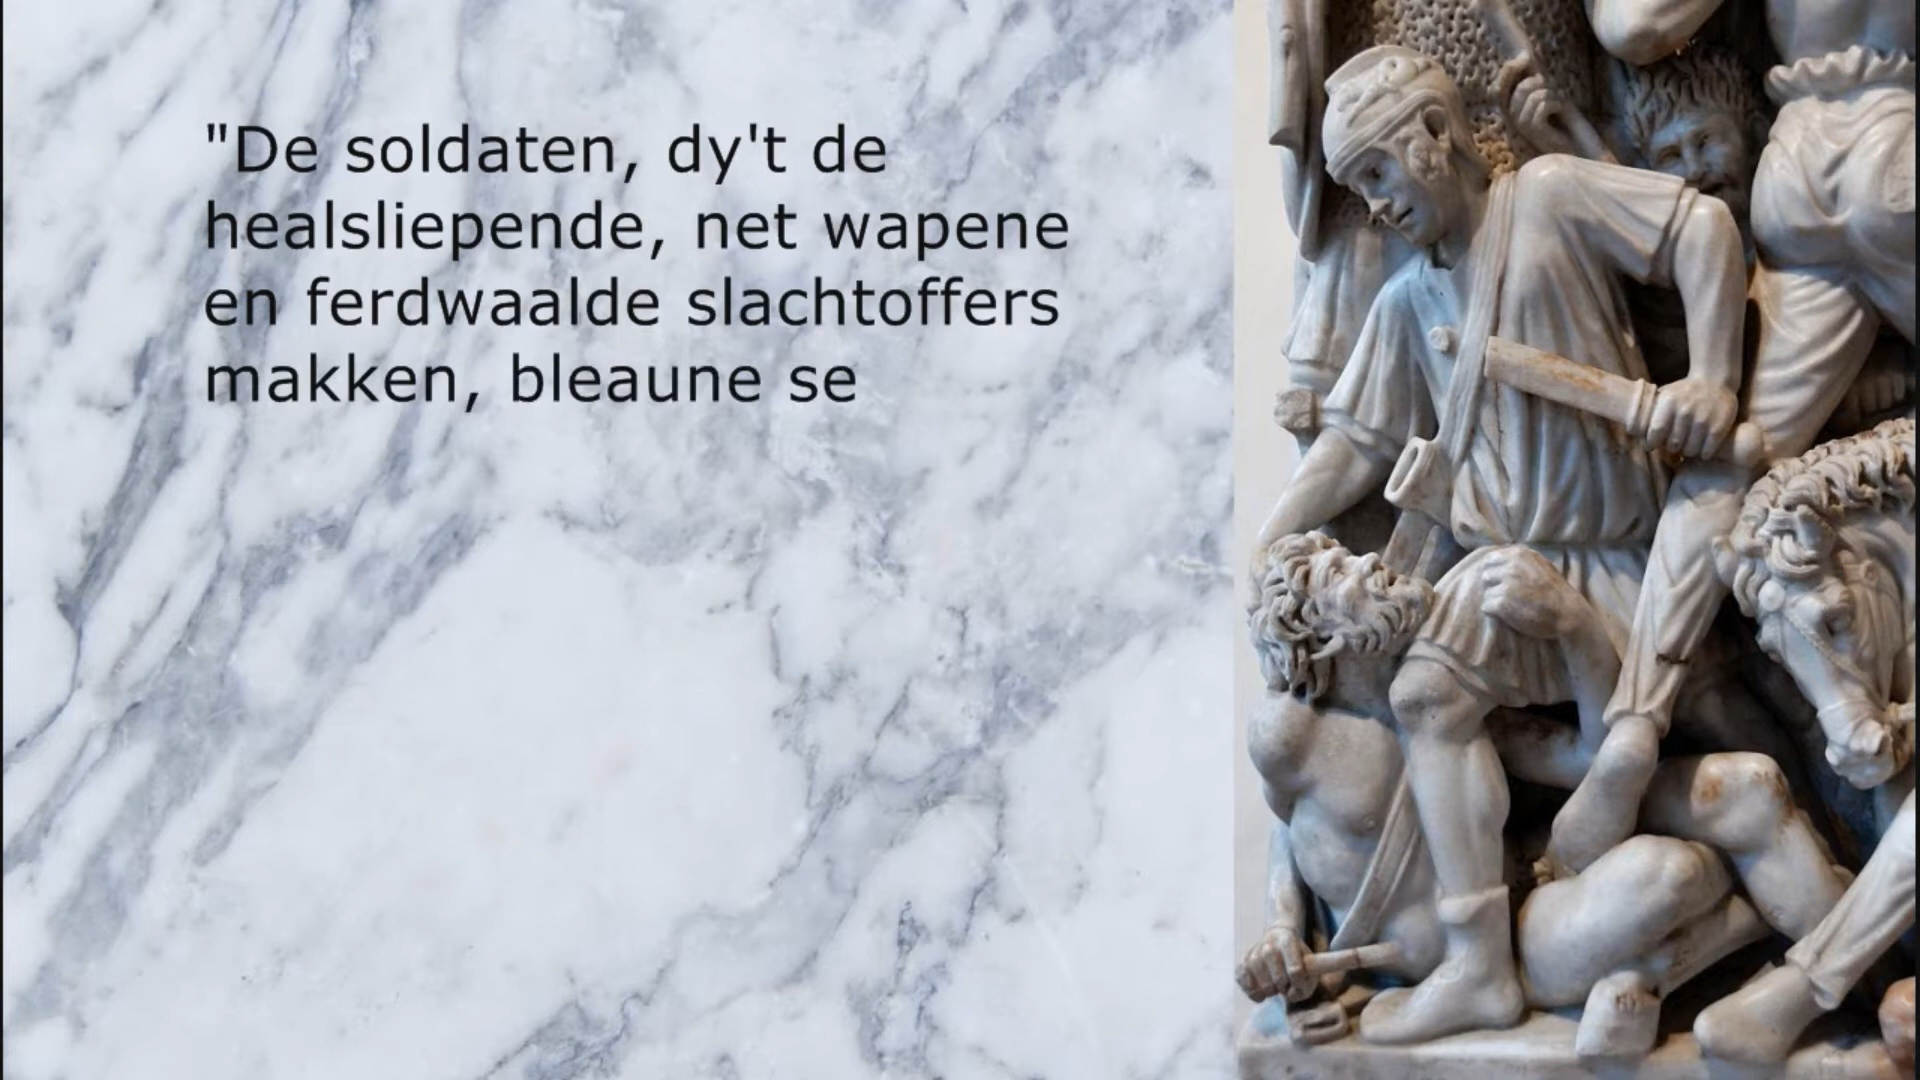 "De soldaten, dy't de
healsliepende, net wapene
en ferdwaalde slachtoffers
makken, bleaune se